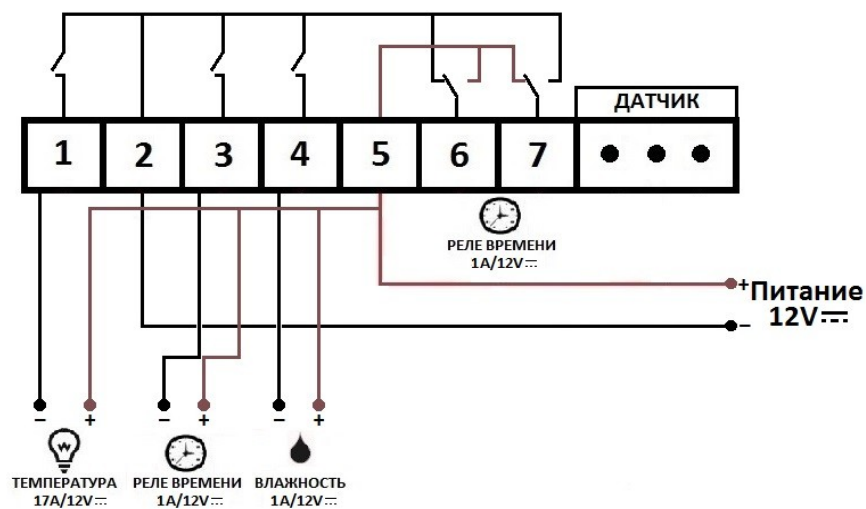 ДАТЧИК
1 2 3 4 5 6 7
РЕЛЕ ВРЕМЕНИ
1A/12V
+ Питание
12V
–
– + – + – +
ТЕМПЕРАТУРА РЕЛЕ ВРЕМЕНИ ВЛАЖНОСТЬ
17A/12V 1A/12V 1A/12V